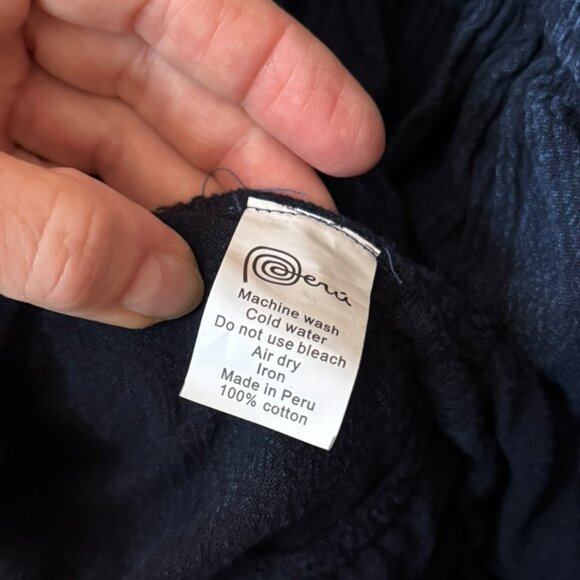 Perú
Machine wash
Cold water
Do not use bleach
Air dry
Iron
Made in Peru
100% cotton